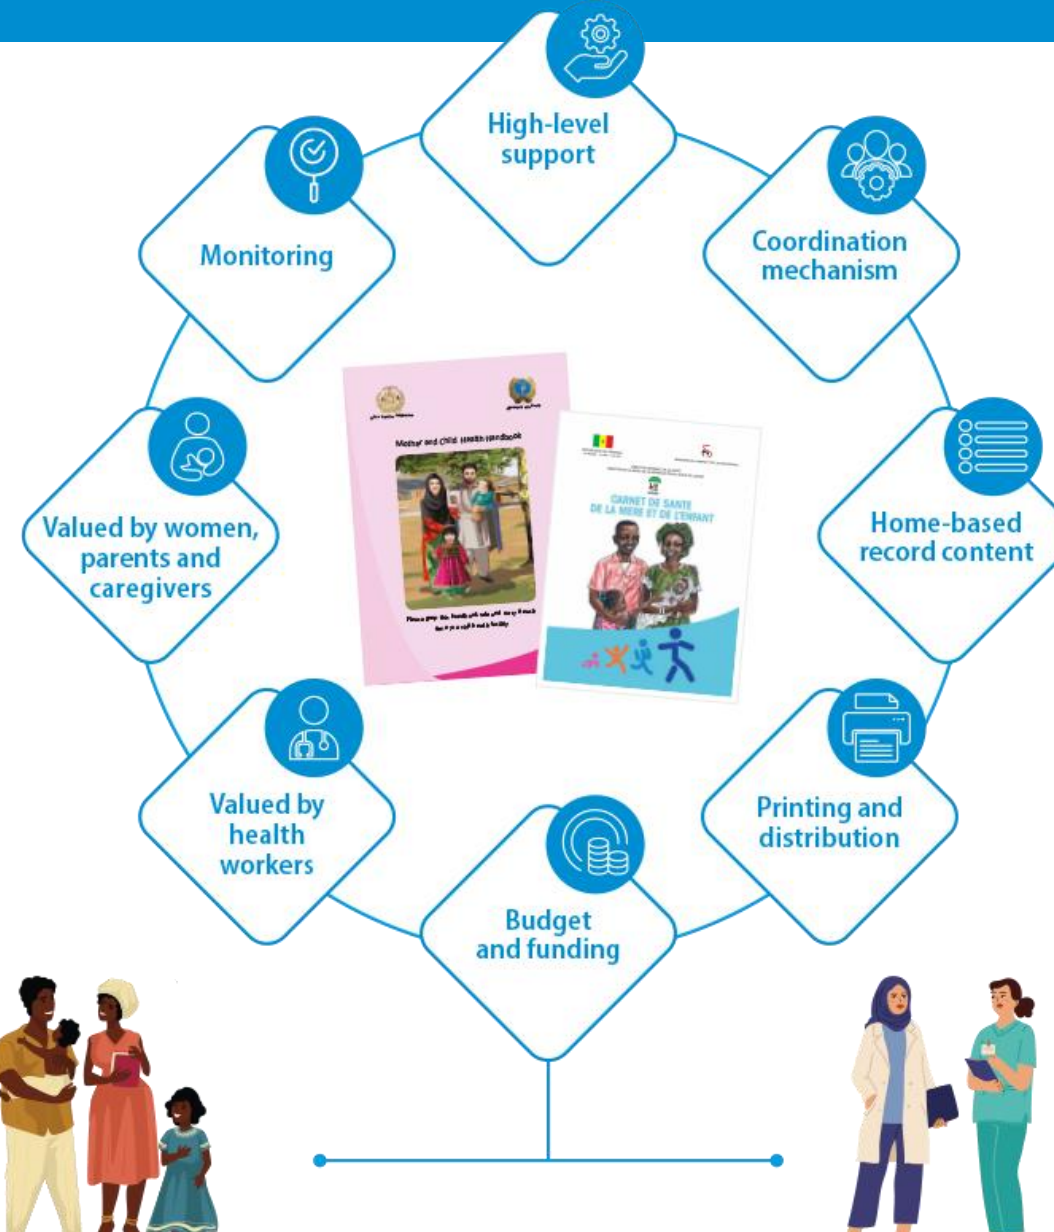 High-level
support
Coordination
mechanism
Home-based
record content
Printing and
distribution
Budget
and funding
Valued by
health
workers
Valued by women,
parents and
caregivers
Monitoring
Mother and Child Health Handbook
CARNET DE SANTE
DE LA MERE ET DE L'ENFANT